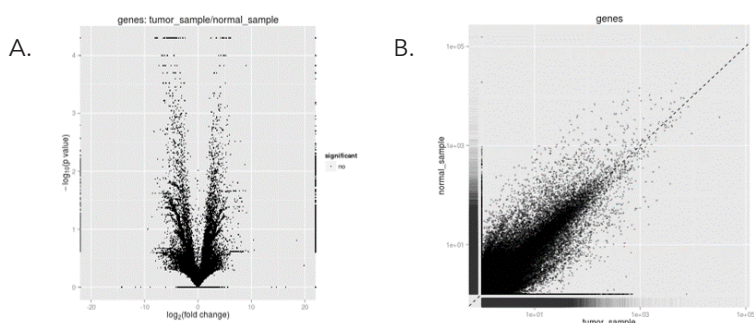 A.
genes: tumor_sample/normal_sample
4
3
2
1
0
-log10(p value)
-20
-10
0
10
20
log2(fold change)
significant
no
B.
genes
1e+05
1e+03
1e+01
normal_sample
1e+01
1e+03
1e+05
tumor_sample